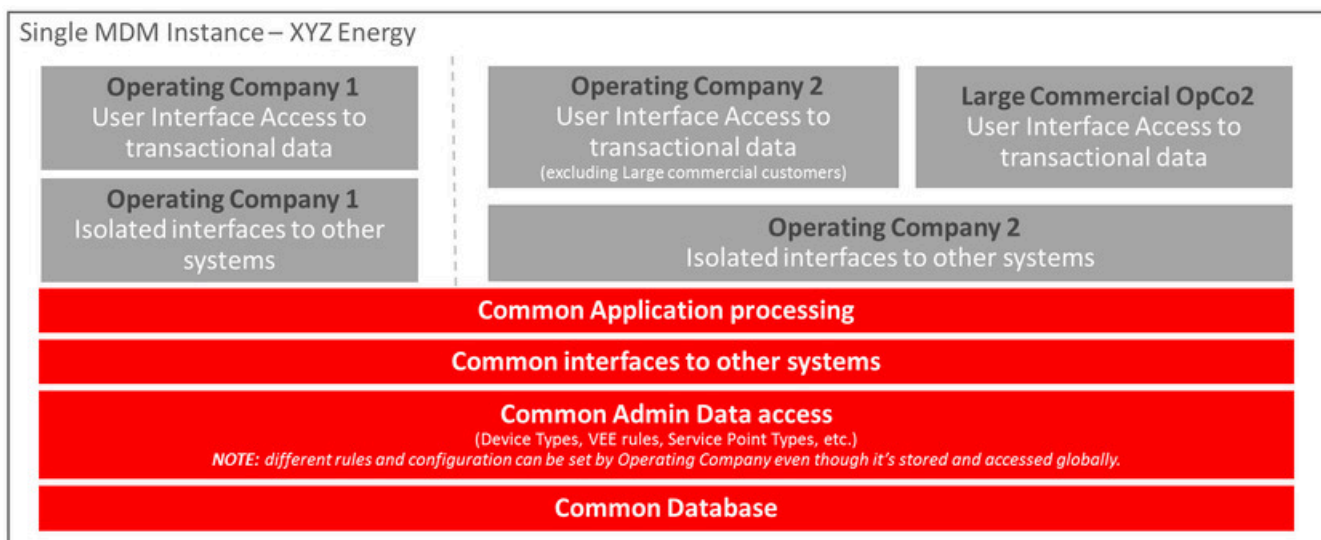 Single MDM Instance – XYZ Energy
Operating Company 1
User Interface Access to
transactional data
Operating Company 1
Isolated interfaces to other
systems
Operating Company 2
User Interface Access to
transactional data
(excluding Large commercial customers)
Large Commercial OpCo2
User Interface Access to
transactional data
Operating Company 2
Isolated interfaces to other systems
Common Application processing
Common interfaces to other systems
Common Admin Data access
(Device Types, VEE rules, Service Point Types, etc.)
NOTE: different rules and configuration can be set by Operating Company even though it's stored and accessed globally.
Common Database